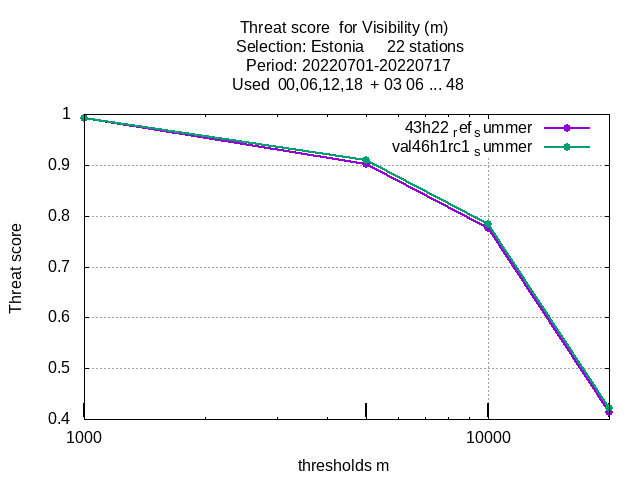 Threat score for Visibility (m)
Selection: Estonia 22 stations
Period: 20220701-20220717
Used 00,06,12,18 + 03 06 ... 48
43h22 ref summer
val46h1rc1 summer
1
0.9
0.8
0.7
0.6
0.5
0.4
Threat score
1000 10000
thresholds m